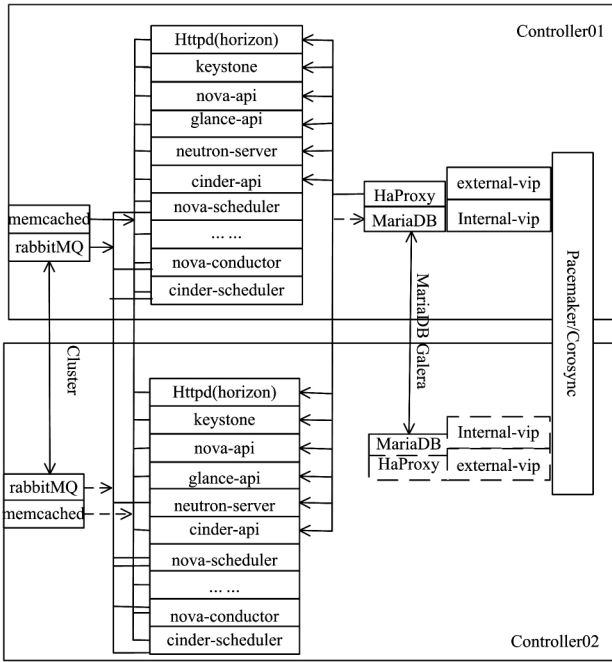 Controller01
Httpd(horizon)
keystone
nova-api
glance-api
neutron-server
cinder-api
nova-scheduler
... ...
nova-conductor
cinder-scheduler
memcached
rabbitMQ
HaProxy
MariaDB
external-vip
Internal-vip
Pacemaker/Corosync
MariaDB Galera
Cluster
Httpd(horizon)
keystone
nova-api
glance-api
neutron-server
cinder-api
nova-scheduler
... ...
nova-conductor
cinder-scheduler
rabbitMQ
memcached
MariaDB
HaProxy
Internal-vip
external-vip
Controller02